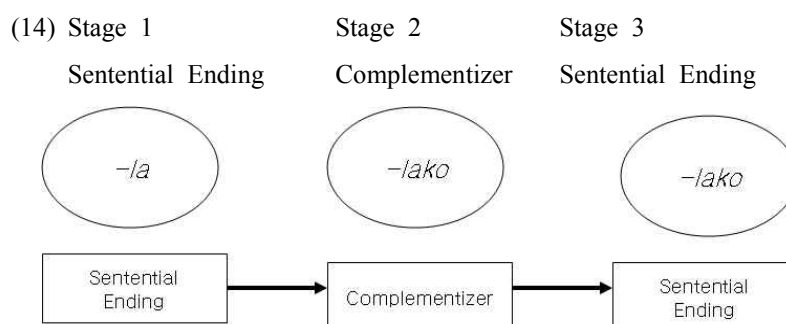 (14) Stage 1 Stage 2 Stage 3
Sentential Ending Complementizer Sentential Ending
–la –lako –lako
Sentential Ending
Complementizer
Sentential Ending